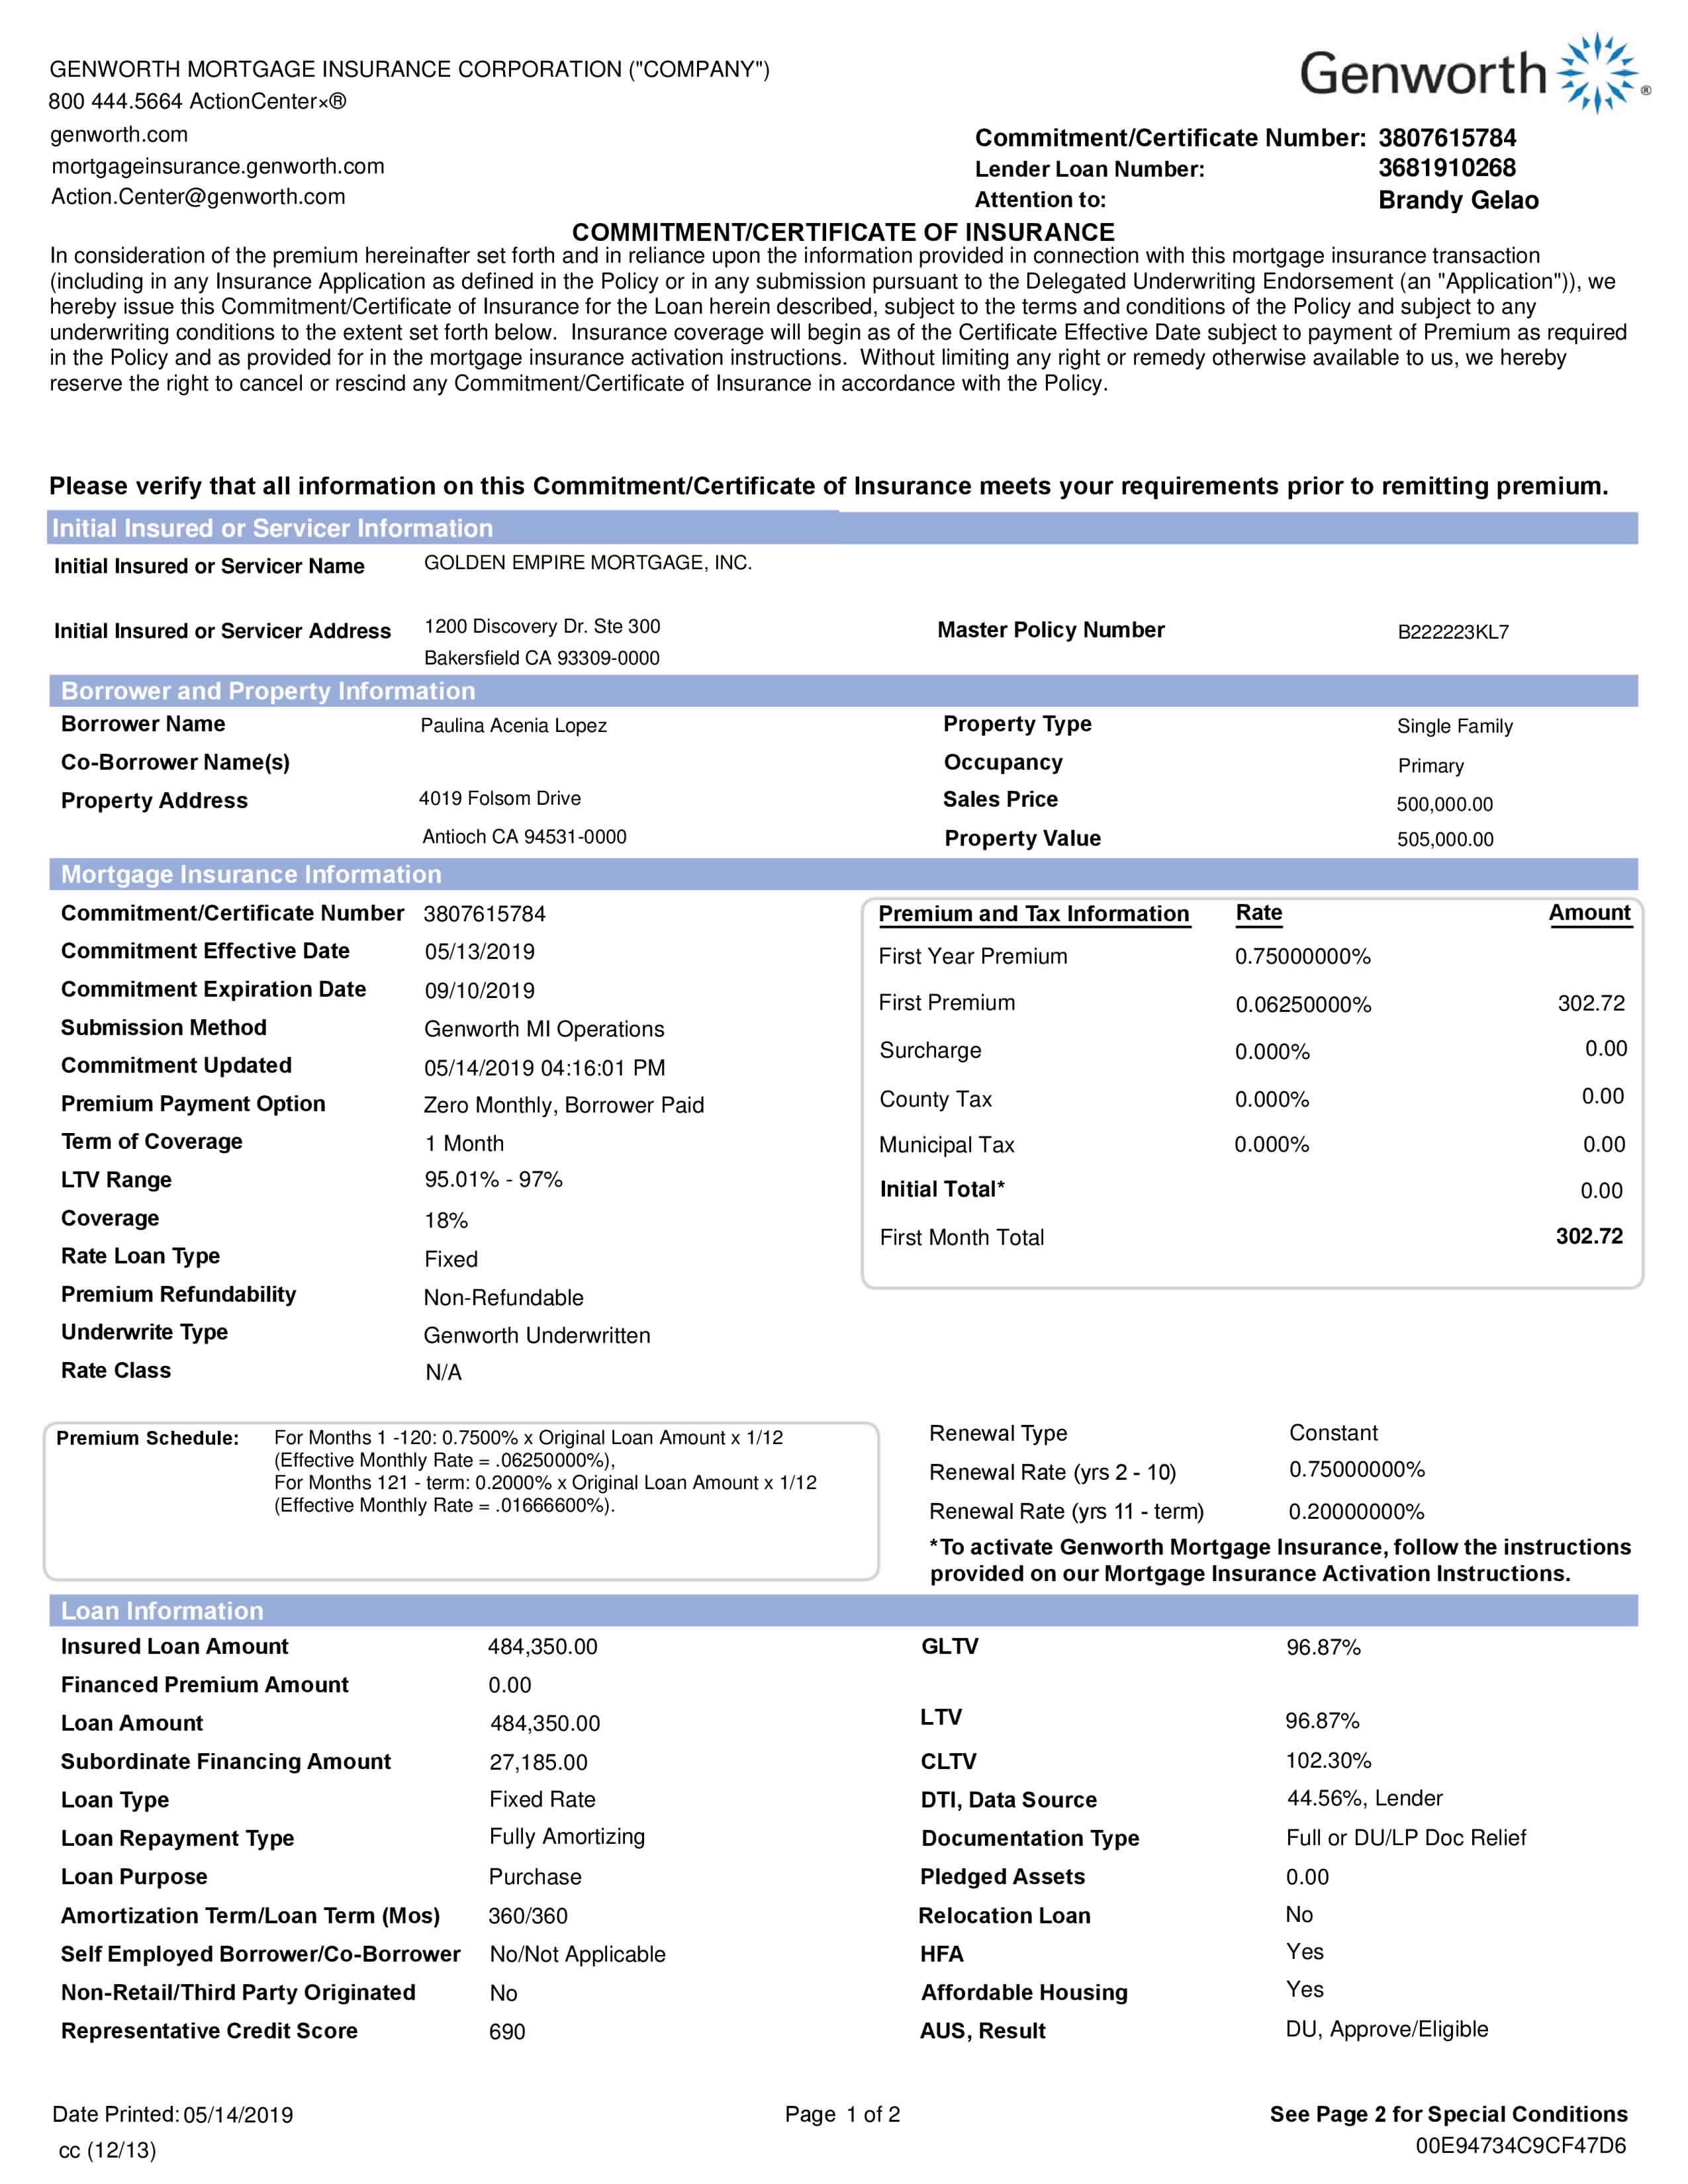 GENWORTH MORTGAGE INSURANCE CORPORATION ("COMPANY")
800 444.5664 ActionCenter×®
genworth.com
mortgageinsurance.genworth.com
Action.Center@genworth.com
Genworth ®
Commitment/Certificate Number: 3807615784
Lender Loan Number: 3681910268
Attention to: Brandy Gelao
COMMITMENT/CERTIFICATE OF INSURANCE
In consideration of the premium hereinafter set forth and in reliance upon the information provided in connection with this mortgage insurance transaction
(including in any Insurance Application as defined in the Policy or in any submission pursuant to the Delegated Underwriting Endorsement (an "Application")), we
hereby issue this Commitment/Certificate of Insurance for the Loan herein described, subject to the terms and conditions of the Policy and subject to any
underwriting conditions to the extent set forth below. Insurance coverage will begin as of the Certificate Effective Date subject to payment of Premium as required
in the Policy and as provided for in the mortgage insurance activation instructions. Without limiting any right or remedy otherwise available to us, we hereby
reserve the right to cancel or rescind any Commitment/Certificate of Insurance in accordance with the Policy.
Please verify that all information on this Commitment/Certificate of Insurance meets your requirements prior to remitting premium.
Initial Insured or Servicer Information
Initial Insured or Servicer Name GOLDEN EMPIRE MORTGAGE, INC.
Initial Insured or Servicer Address 1200 Discovery Dr. Ste 300 Master Policy Number B222223KL7
Bakersfield CA 93309-0000
Borrower and Property Information
Borrower Name Paulina Acenia Lopez Property Type Single Family
Co-Borrower Name(s) Occupancy Primary
Property Address 4019 Folsom Drive Sales Price 500,000.00
Antioch CA 94531-0000 Property Value 505,000.00
Mortgage Insurance Information
Commitment/Certificate Number 3807615784
Commitment Effective Date 05/13/2019
Commitment Expiration Date 09/10/2019
Submission Method Genworth MI Operations
Commitment Updated 05/14/2019 04:16:01 PM
Premium Payment Option Zero Monthly, Borrower Paid
Term of Coverage 1 Month
LTV Range 95.01% - 97%
Coverage 18%
Rate Loan Type Fixed
Premium Refundability Non-Refundable
Underwrite Type Genworth Underwritten
Rate Class N/A
Premium and Tax Information Rate Amount
First Year Premium 0.75000000%
First Premium 0.06250000% 302.72
Surcharge 0.000% 0.00
County Tax 0.000% 0.00
Municipal Tax 0.000% 0.00
Initial Total* 0.00
First Month Total 302.72
Premium Schedule: For Months 1 -120: 0.7500% x Original Loan Amount x 1/12
(Effective Monthly Rate = .06250000%),
For Months 121 - term: 0.2000% x Original Loan Amount x 1/12
(Effective Monthly Rate = .01666600%).
Renewal Type Constant
Renewal Rate (yrs 2 - 10) 0.75000000%
Renewal Rate (yrs 11 - term) 0.20000000%
*To activate Genworth Mortgage Insurance, follow the instructions
provided on our Mortgage Insurance Activation Instructions.
Loan Information
Insured Loan Amount 484,350.00 GLTV 96.87%
Financed Premium Amount 0.00
Loan Amount 484,350.00 LTV 96.87%
Subordinate Financing Amount 27,185.00 CLTV 102.30%
Loan Type Fixed Rate DTI, Data Source 44.56%, Lender
Loan Repayment Type Fully Amortizing Documentation Type Full or DU/LP Doc Relief
Loan Purpose Purchase Pledged Assets 0.00
Amortization Term/Loan Term (Mos) 360/360 Relocation Loan No
Self Employed Borrower/Co-Borrower No/Not Applicable HFA Yes
Non-Retail/Third Party Originated No Affordable Housing Yes
Representative Credit Score 690 AUS, Result DU, Approve/Eligible
Date Printed: 05/14/2019 Page 1 of 2 See Page 2 for Special Conditions
cc (12/13) 00E94734C9CF47D6